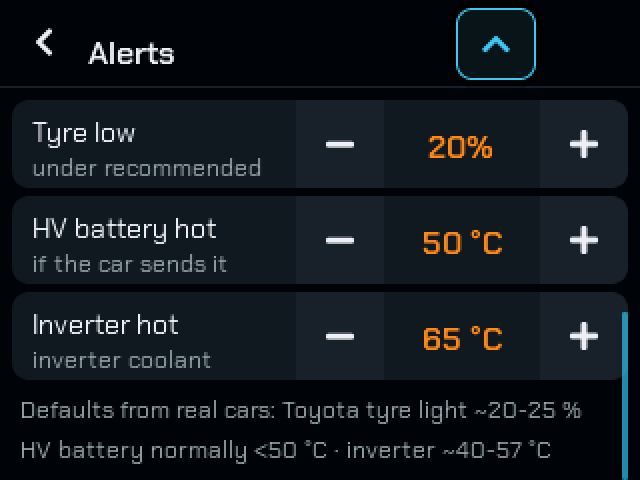 Alerts
Tyre low
under recommended
− 20% +
HV battery hot
if the car sends it
− 50 °C +
Inverter hot
inverter coolant
− 65 °C +
Defaults from real cars: Toyota tyre light ~20-25 %
HV battery normally <50 °C · inverter ~40-57 °C